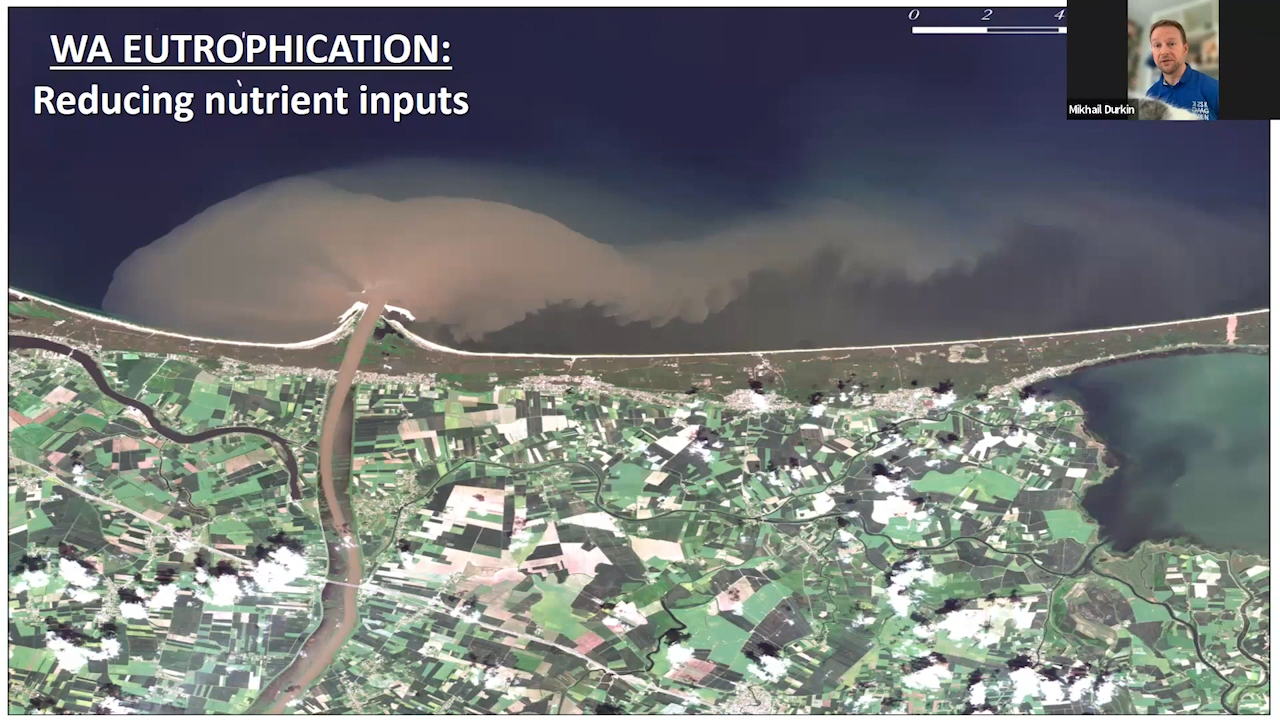 WA EUTROPHICATION:
Reducing nutrient inputs
0 2 4
Mikhail Durkin